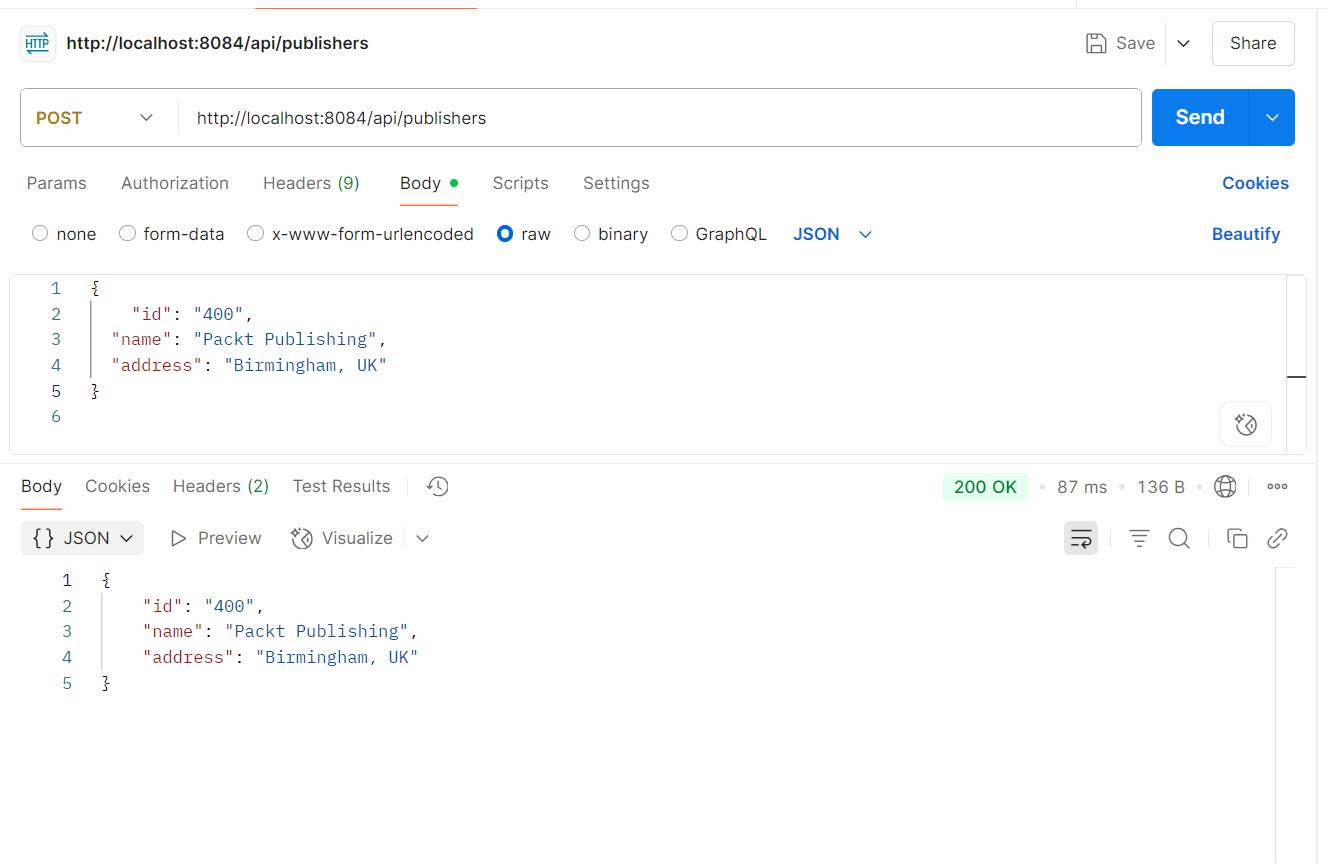 HTTP http://localhost:8084/api/publishers Save Share
POST http://localhost:8084/api/publishers Send
Params Authorization Headers (9) Body Scripts Settings Cookies
none form-data x-www-form-urlencoded raw binary GraphQL JSON Beautify
1 {
2 "id": "400",
3 "name": "Packt Publishing",
4 "address": "Birmingham, UK"
5 }
6
Body Cookies Headers (2) Test Results 200 OK 87 ms 136 B
{} JSON Preview Visualize
1 {
2 "id": "400",
3 "name": "Packt Publishing",
4 "address": "Birmingham, UK"
5 }